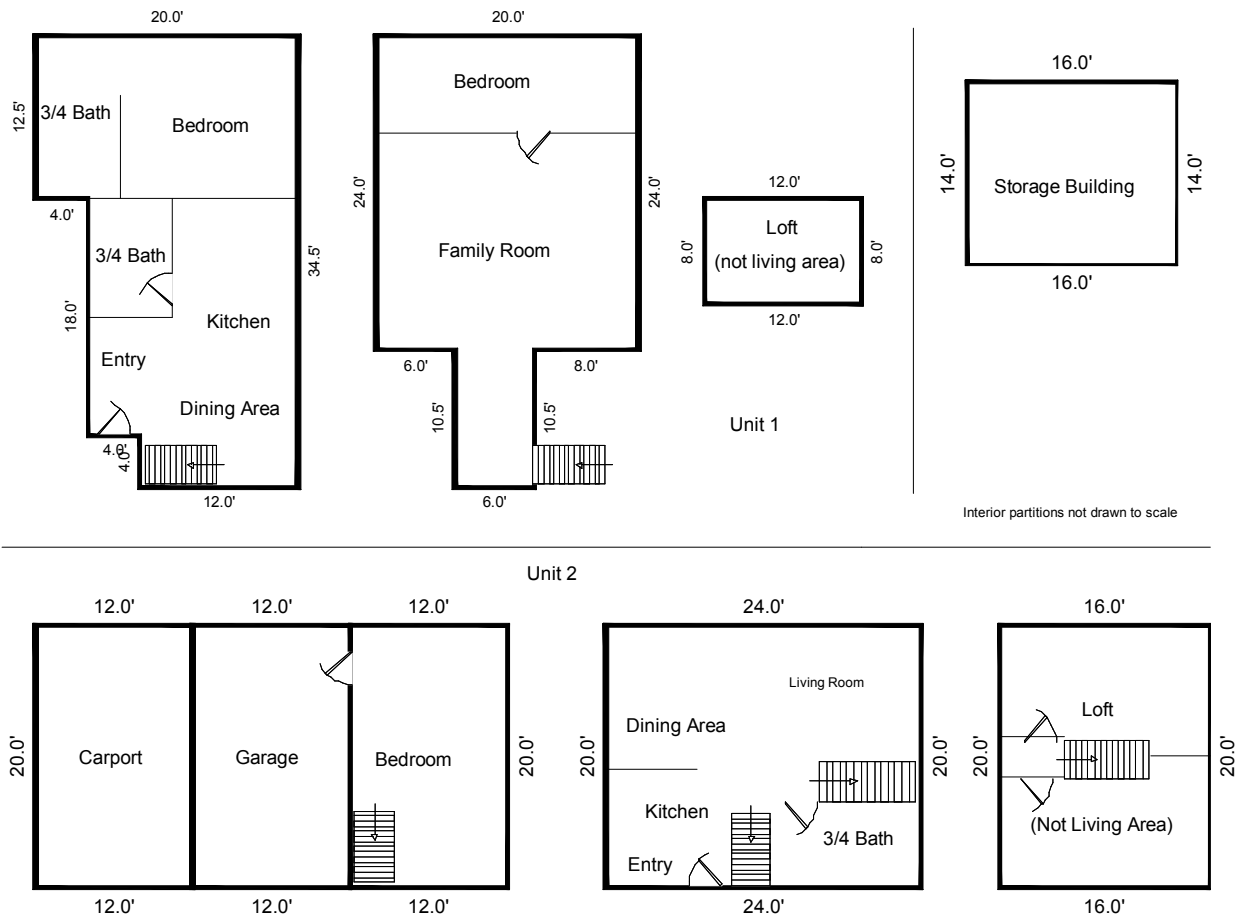 20.0'
12.5'
3/4 Bath
Bedroom
4.0'
3/4 Bath
34.5'
18.0'
Kitchen
Entry
Dining Area
4.0'
4.0'
12.0'
20.0'
Bedroom
24.0'
24.0'
Family Room
6.0'
8.0'
10.5'
10.5'
6.0'
12.0'
8.0'
Loft
(not living area)
8.0'
12.0'
Unit 1
16.0'
14.0'
Storage Building
14.0'
16.0'
Interior partitions not drawn to scale
Unit 2
12.0'
12.0'
12.0'
20.0'
Carport
Garage
Bedroom
20.0'
12.0'
12.0'
12.0'
24.0'
Living Room
Dining Area
20.0'
20.0'
Kitchen
3/4 Bath
Entry
24.0'
16.0'
Loft
20.0'
20.0'
(Not Living Area)
16.0'